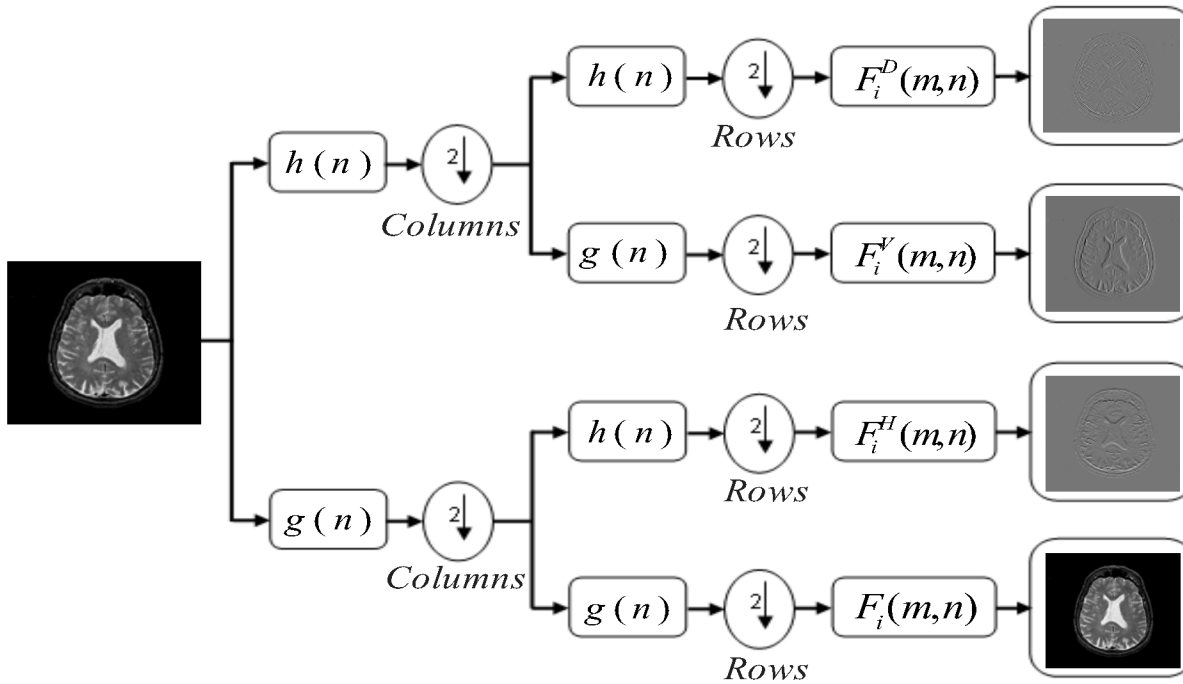 h(n)
2
Rows
F_i^D(m,n)
h(n)
2
Columns
g(n)
2
Rows
F_i^V(m,n)
h(n)
2
Rows
F_i^H(m,n)
g(n)
2
Columns
g(n)
2
Rows
F_i(m,n)